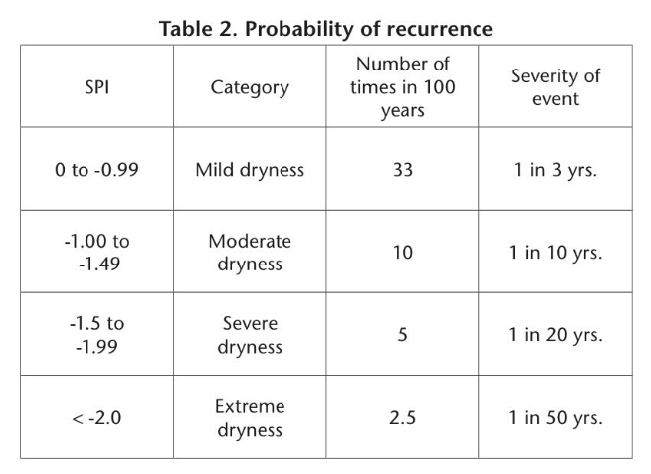 Table 2. Probability of recurrence
SPI
Category
Number of
times in 100
years
Severity of
event
0 to -0.99
Mild dryness
33
1 in 3 yrs.
-1.00 to
-1.49
Moderate
dryness
10
1 in 10 yrs.
-1.5 to
-1.99
Severe
dryness
5
1 in 20 yrs.
< -2.0
Extreme
dryness
2.5
1 in 50 yrs.